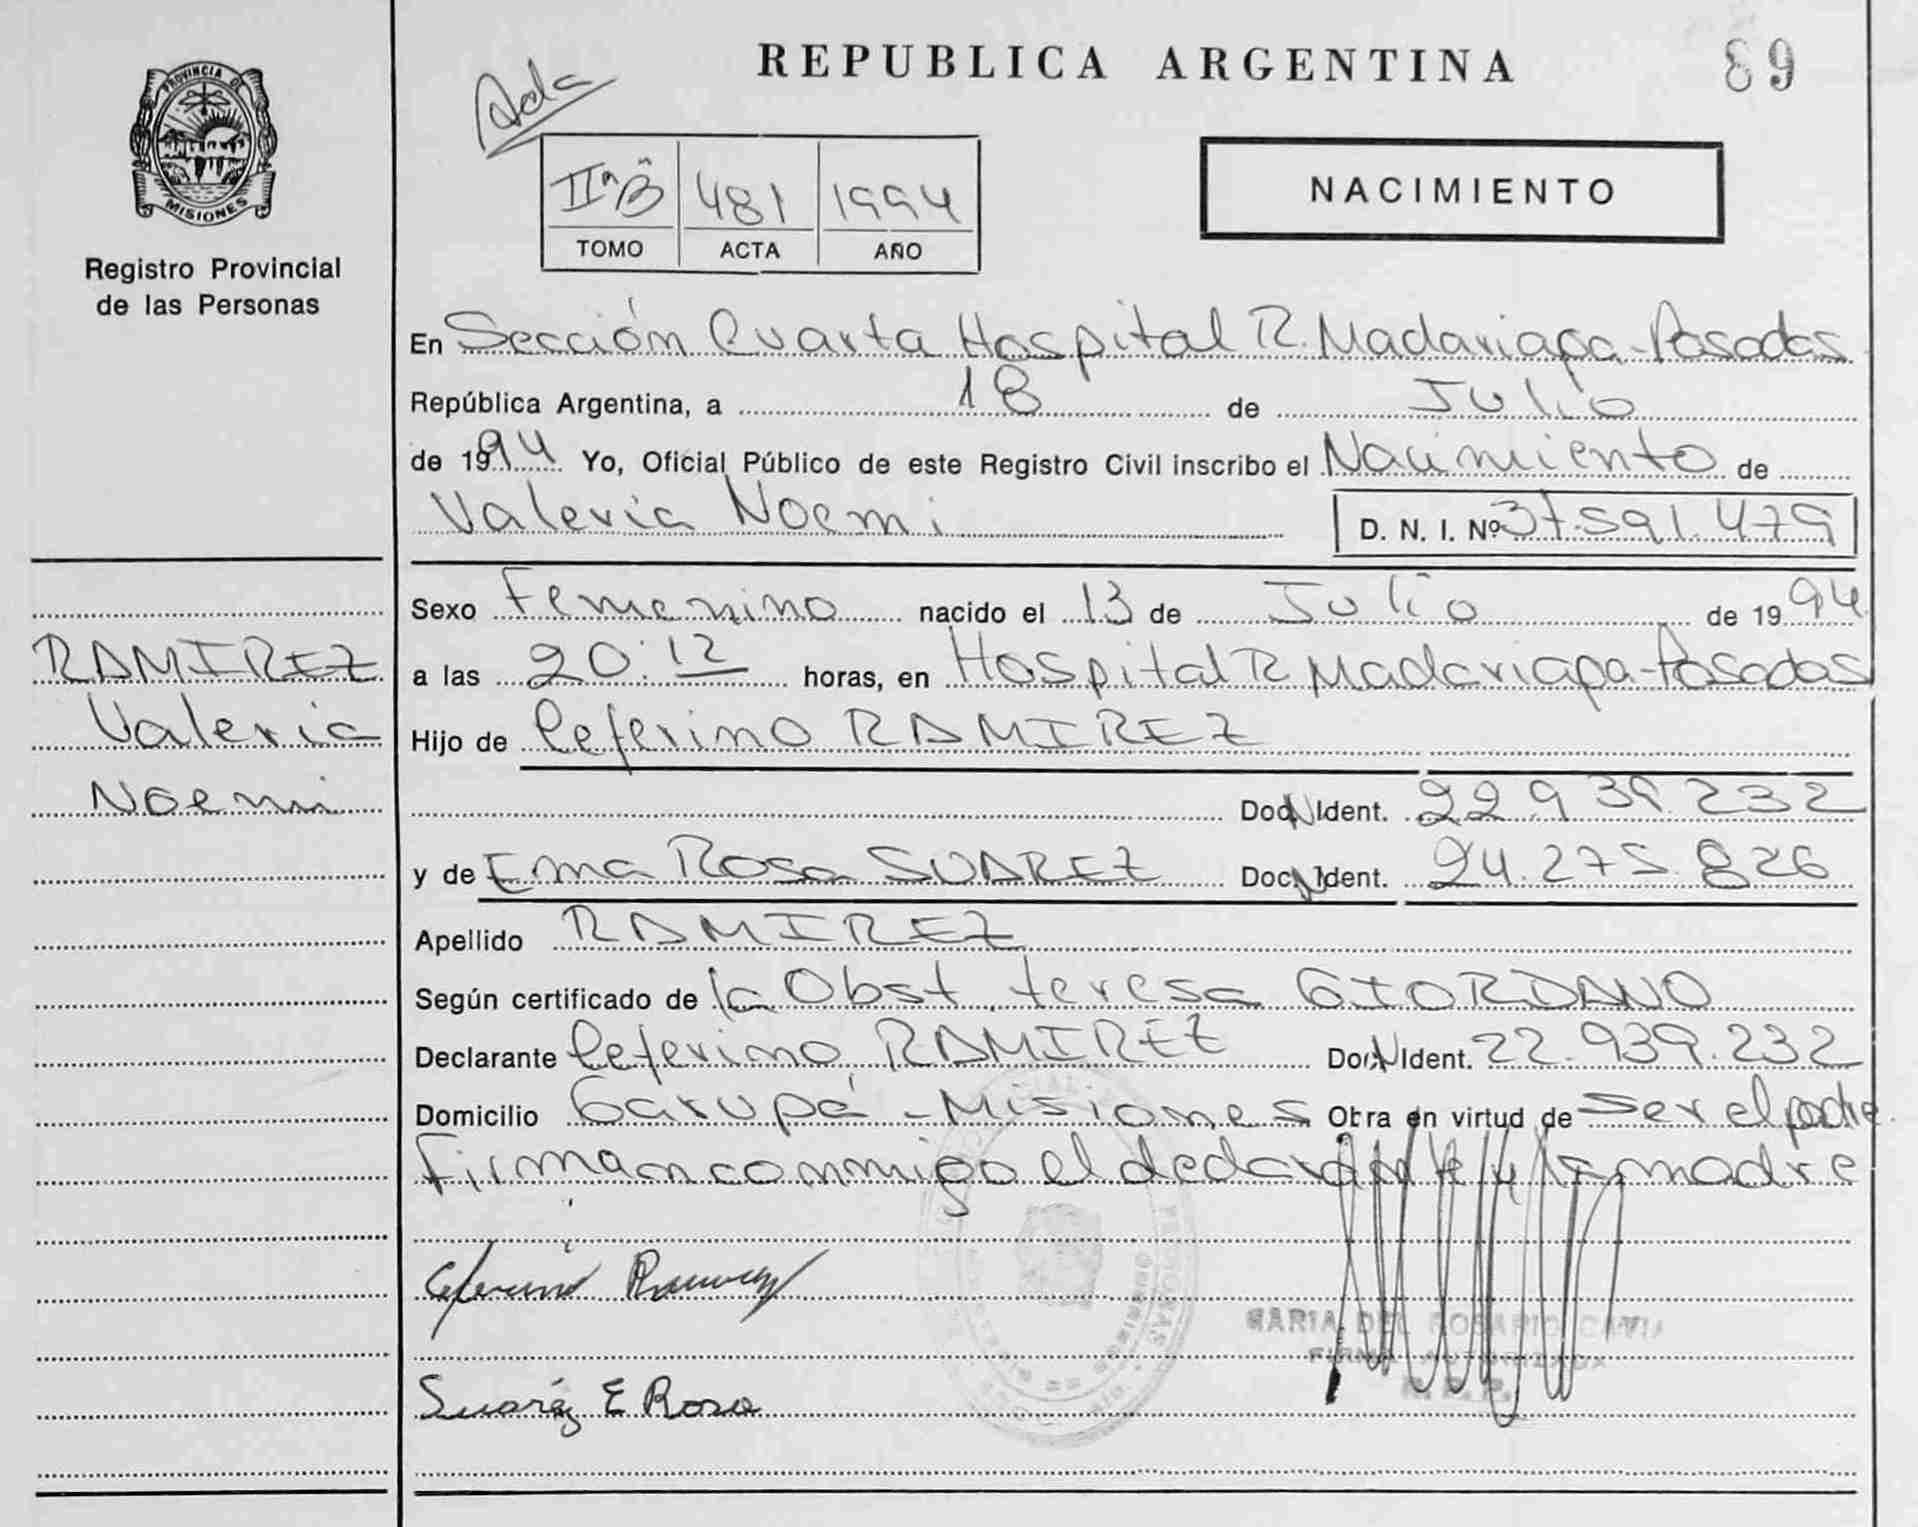 REPUBLICA ARGENTINA
89
Acta
PROVINCIA DE
MISIONES
Registro Provincial
de las Personas
IIº B 481 1994
TOMO ACTA AÑO
NACIMIENTO
En Sección Cuarta Hospital R. Madariaga-Posadas
República Argentina, a 18 de Julio
de 1994 Yo, Oficial Público de este Registro Civil inscribo el Nacimiento de
Valeria Noemi D. N. I. Nº 37.591.479
Sexo Femenino nacido el 13 de Julio de 1994
RAMIREZ
Valeria
Noemi
a las 20:12 horas, en Hospital R Madariaga-Posadas
Hijo de Ceferino RAMIREZ
Doc. Ident. 22.939.232
y de Ema Rosa SUAREZ Doc. Ident. 24.275.826
Apellido RAMIREZ
Según certificado de la Obst. teresa GIORDANO
Declarante Ceferino RAMIREZ Doc. Ident. 22.939.232
Domicilio Garupá - Misiones Obra en virtud de Ser el padre.
Firman conmigo el declarante y la madre
Ceferino Ramirez
MARIA DEL ROSARIO
Suaréz E Rosa